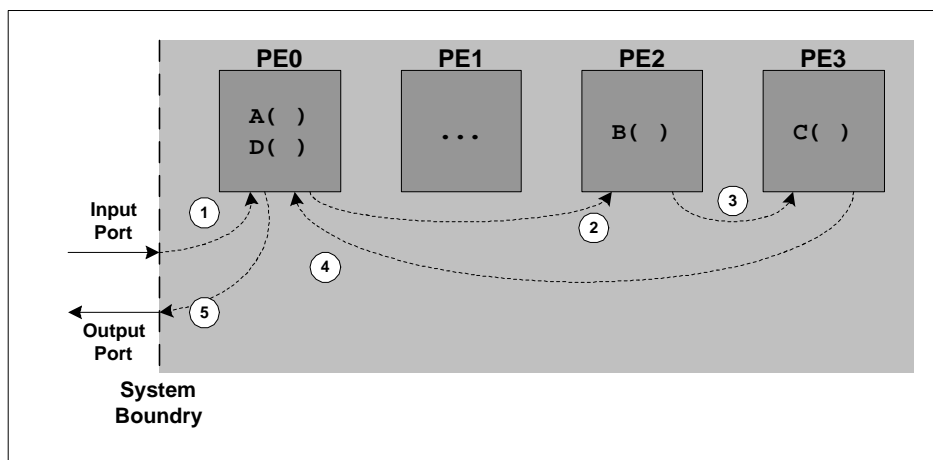 PE0
PE1
PE2
PE3
A( )
D( )
...
B( )
C( )
1
2
3
4
5
Input
Port
Output
Port
System
Boundry